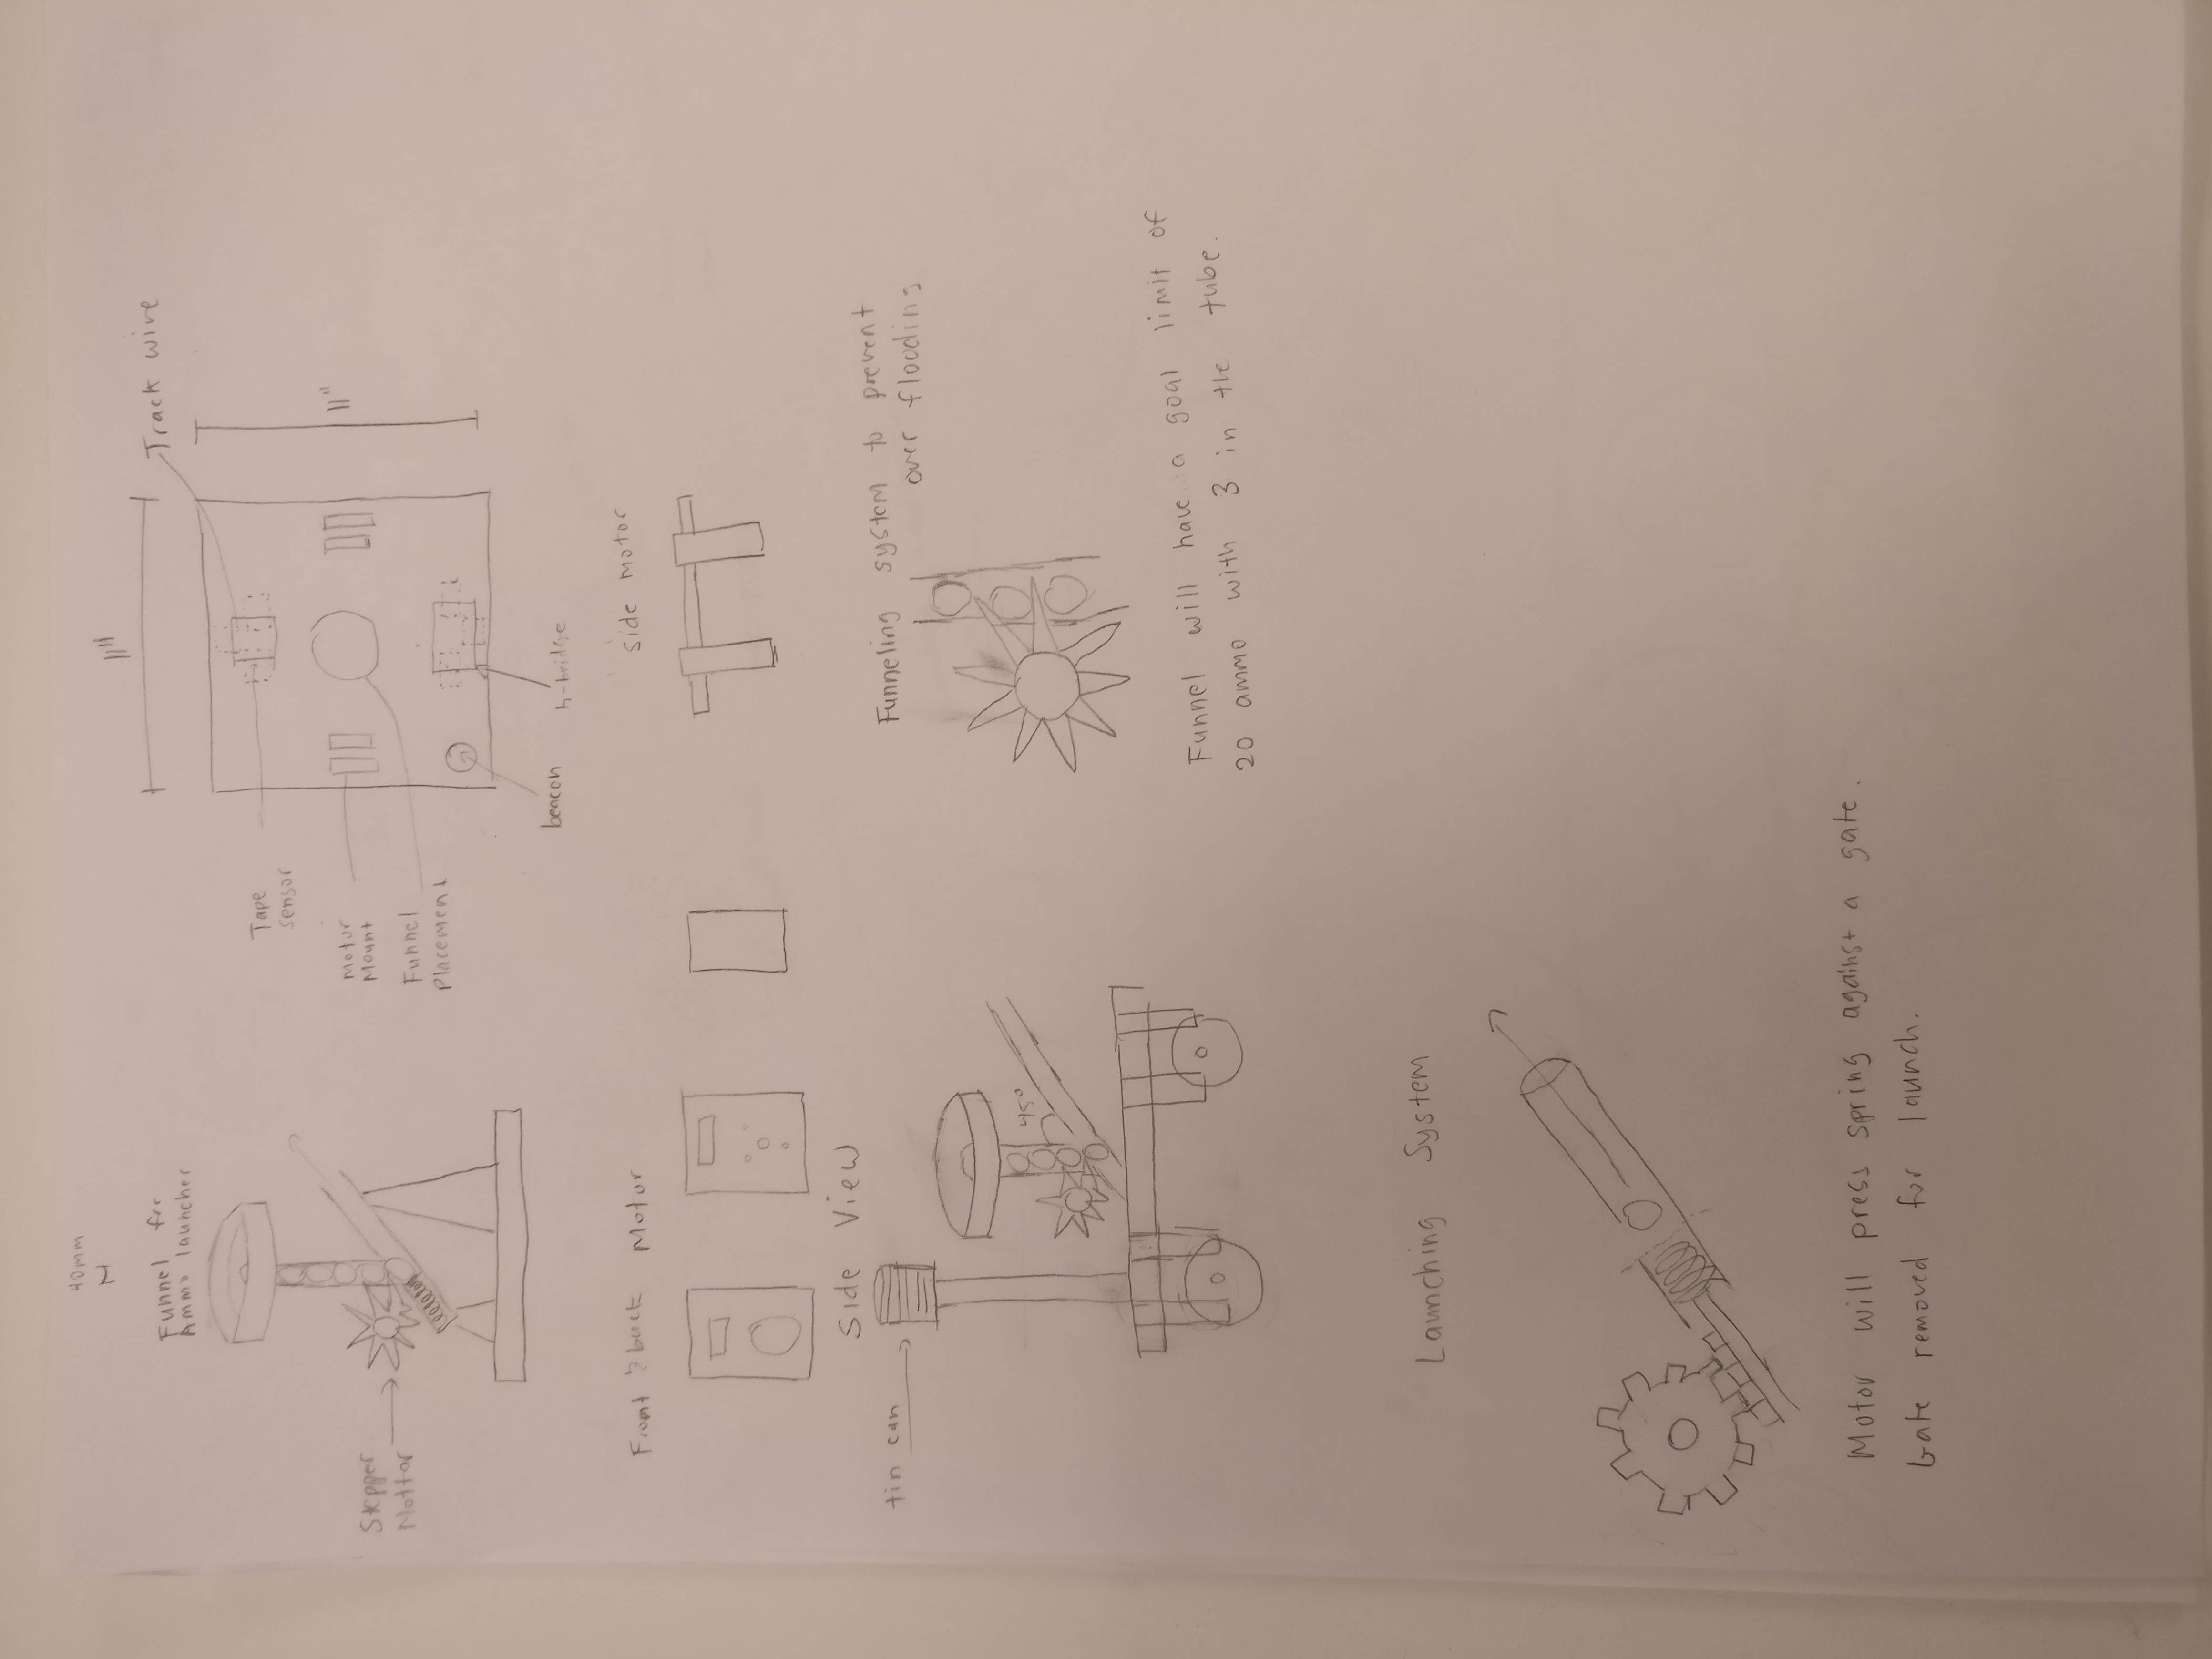 40mm
Funnel for
Ammo launcher
Stepper
Mottor
11"
Track wire
Tape
sensor
11"
motor
Mount
Funnel
Placement
beacon
h-bridge
Front & back Motor
side motor
Side View
tin can
45°
Funneling system to prevent
over flooding
Funnel will have a goal limit of
20 ammo with 3 in the tube.
Launching System
Motor will press spring against a gate.
Gate removed for launch.